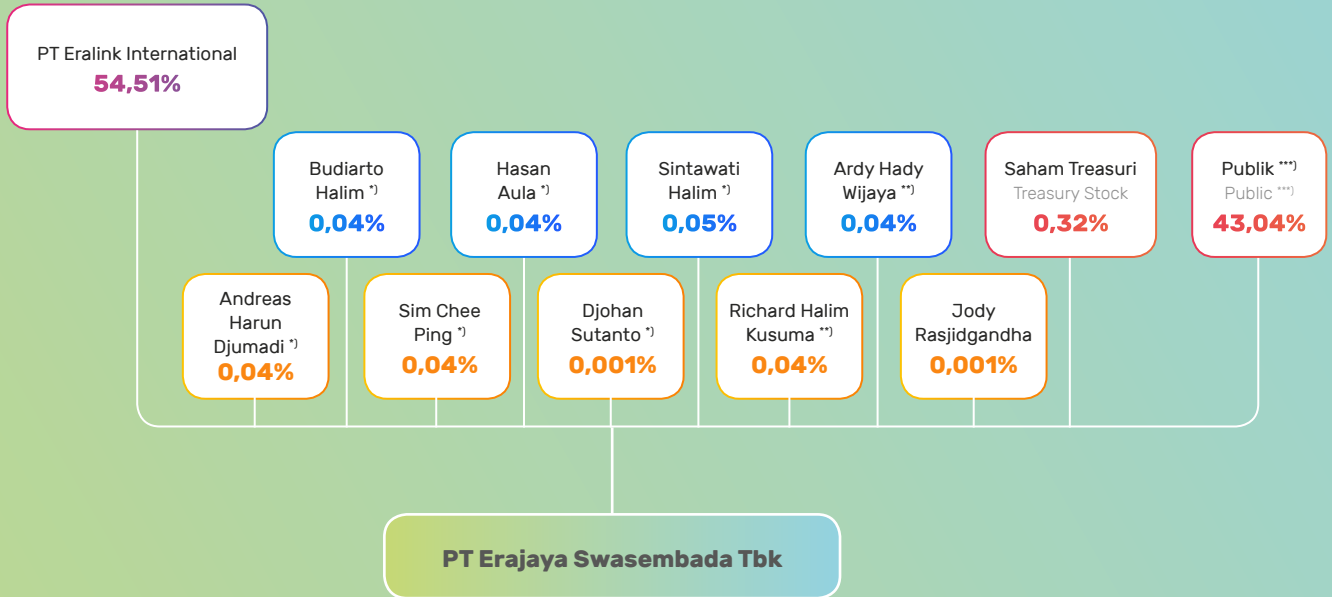 PT Eralink International
54,51%
Budiarto
Halim *)
0,04%
Hasan
Aula *)
0,04%
Sintawati
Halim *)
0,05%
Ardy Hady
Wijaya **)
0,04%
Saham Treasuri
Treasury Stock
0,32%
Publik ***)
Public ***)
43,04%
Andreas
Harun
Djumadi *)
0,04%
Sim Chee
Ping *)
0,04%
Djohan
Sutanto *)
0,001%
Richard Halim
Kusuma **)
0,04%
Jody
Rasjidgandha
0,001%
PT Erajaya Swasembada Tbk